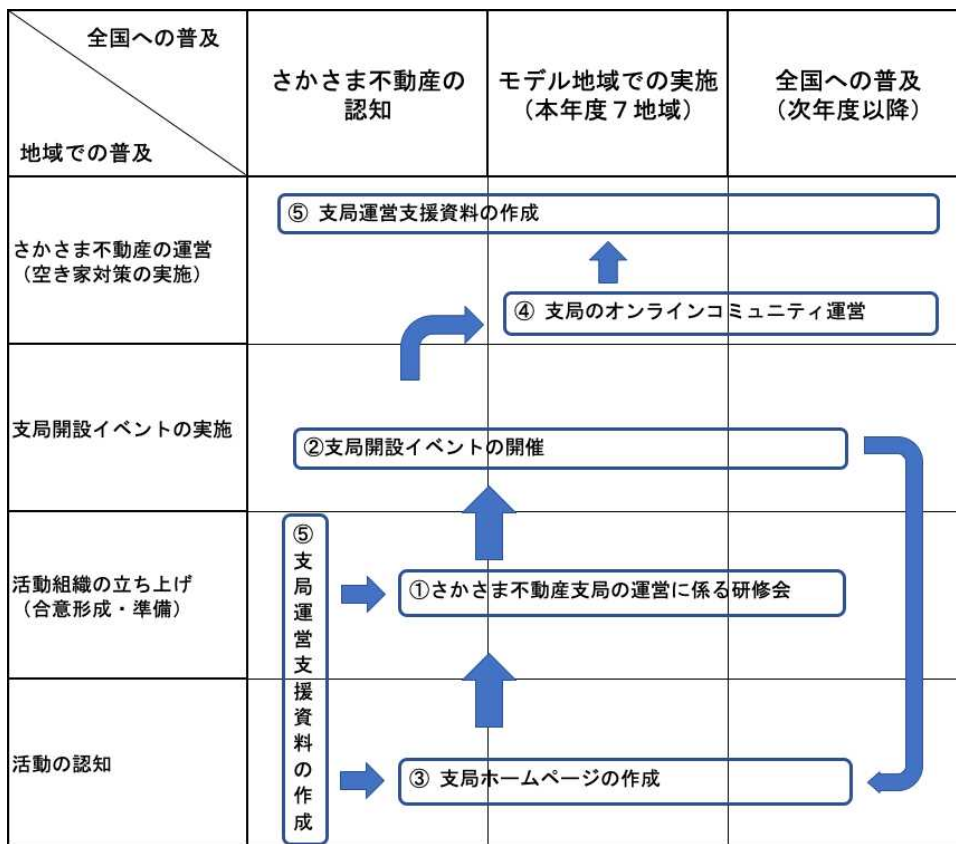 全国への普及
地域での普及
さかさま不動産の
認知
モデル地域での実施
(本年度7地域)
全国への普及
(次年度以降)
さかさま不動産の運営
(空き家対策の実施)
⑤ 支局運営支援資料の作成
④ 支局のオンラインコミュニティ運営
支局開設イベントの実施
②支局開設イベントの開催
活動組織の立ち上げ
(合意形成・準備)
⑤支局運営支援資料の作成
①さかさま不動産支局の運営に係る研修会
活動の認知
③ 支局ホームページの作成